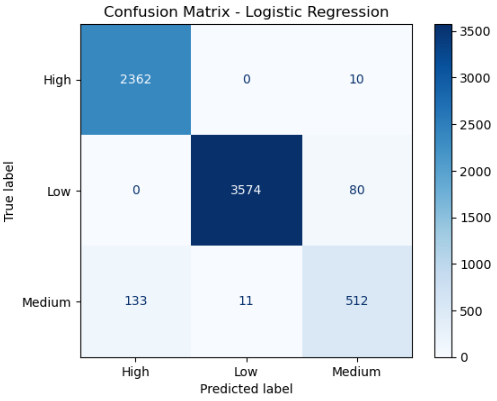 Confusion Matrix - Logistic Regression
True label
High
2362
0
10
Low
0
3574
80
Medium
133
11
512
High
Low
Medium
Predicted label
3500
3000
2500
2000
1500
1000
500
0